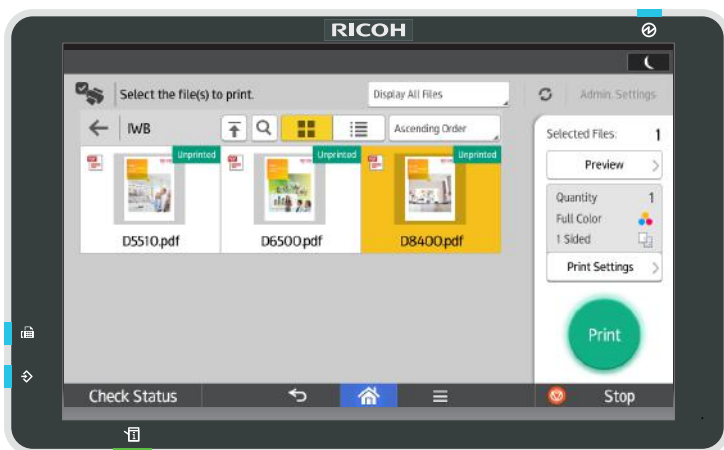 RICOH
Select the file(s) to print.
Display All Files
Admin. Settings
IWB
Ascending Order
Selected Files: 1
Unprinted
Unprinted
Unprinted
Preview
Quantity 1
Full Color
1 Sided
D5510.pdf
D6500.pdf
D8400.pdf
Print Settings
Print
Check Status
Stop